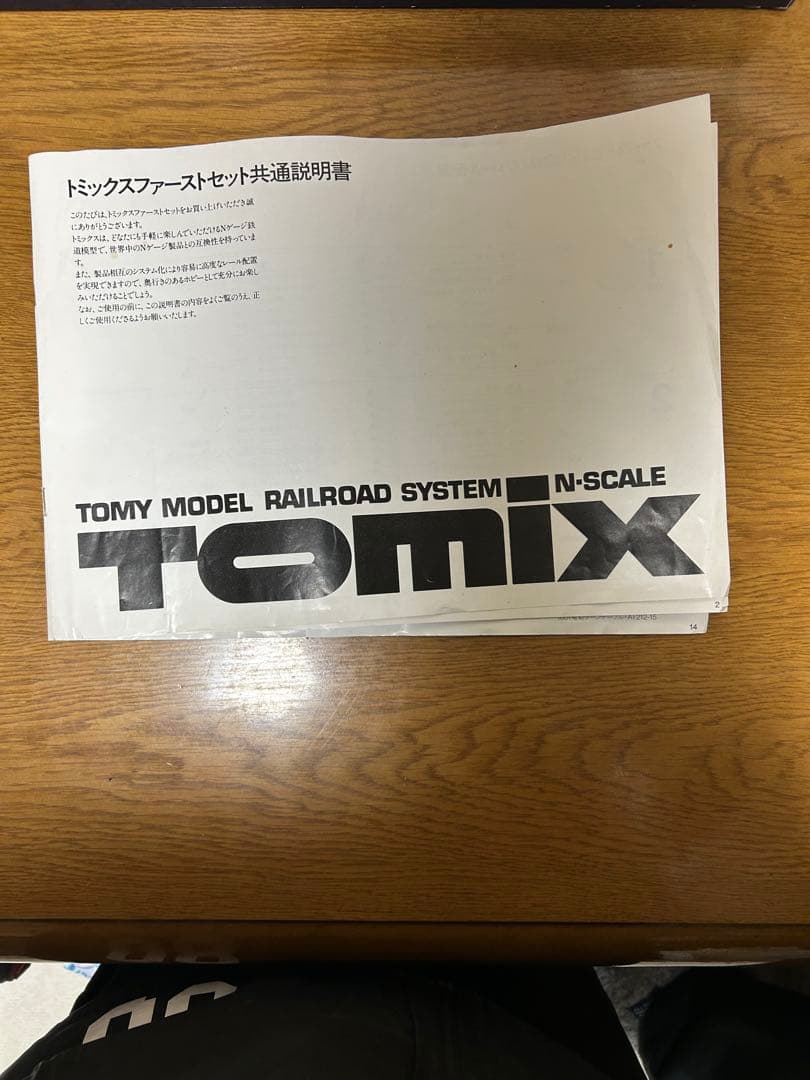 トミックスファーストセット共通説明書
このたびは、トミックスファーストセットをお買い上げいただき誠
にありがとうございます。
トミックスは、どなたにも手軽に楽しんでいただけるNゲージ鉄
道模型で、世界中のNゲージ製品との互換性を持っていま
す。
また、製品相互のシステム化により容易に高度なレール配置
を実現できますので、奥行きのあるホビーとして充分にお楽し
みいただけることでしょう。
なお、ご使用の前に、この説明書の内容をよくご覧のうえ、正
しくご使用くださるようお願いいたします。
TOMY MODEL RAILROAD SYSTEM N-SCALE
TOMIX
2
14